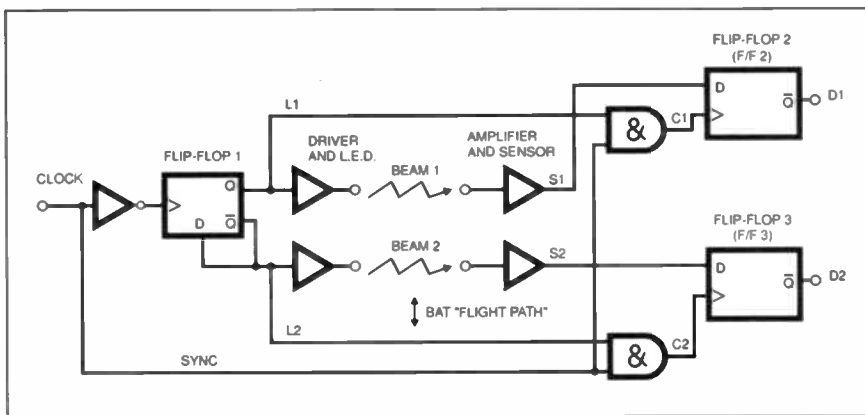 FLIP-FLOP 2
(F/F 2)
D
Q̅
D1
L1
&
C1
DRIVER
AND L.E.D.
AMPLIFIER
AND SENSOR
FLIP-FLOP 1
BEAM 1
S1
CLOCK
Q
D
Q̅
FLIP-FLOP 3
(F/F 3)
BEAM 2
S2
D
Q̅
D2
BAT "FLIGHT PATH"
L2
&
C2
SYNC